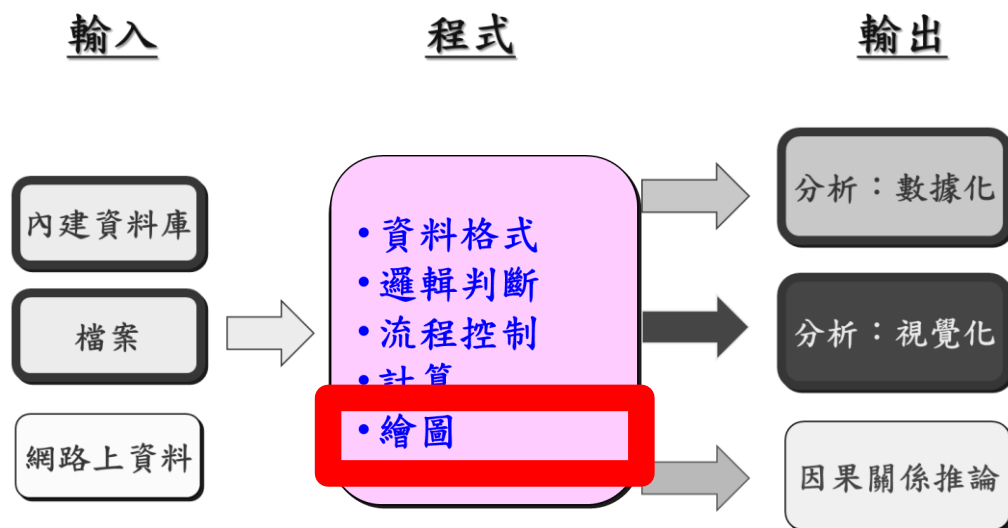 輸入
程式
輸出
內建資料庫
檔案
網路上資料
•資料格式
•邏輯判斷
•流程控制
•計算
•繪圖
分析：數據化
分析：視覺化
因果關係推論